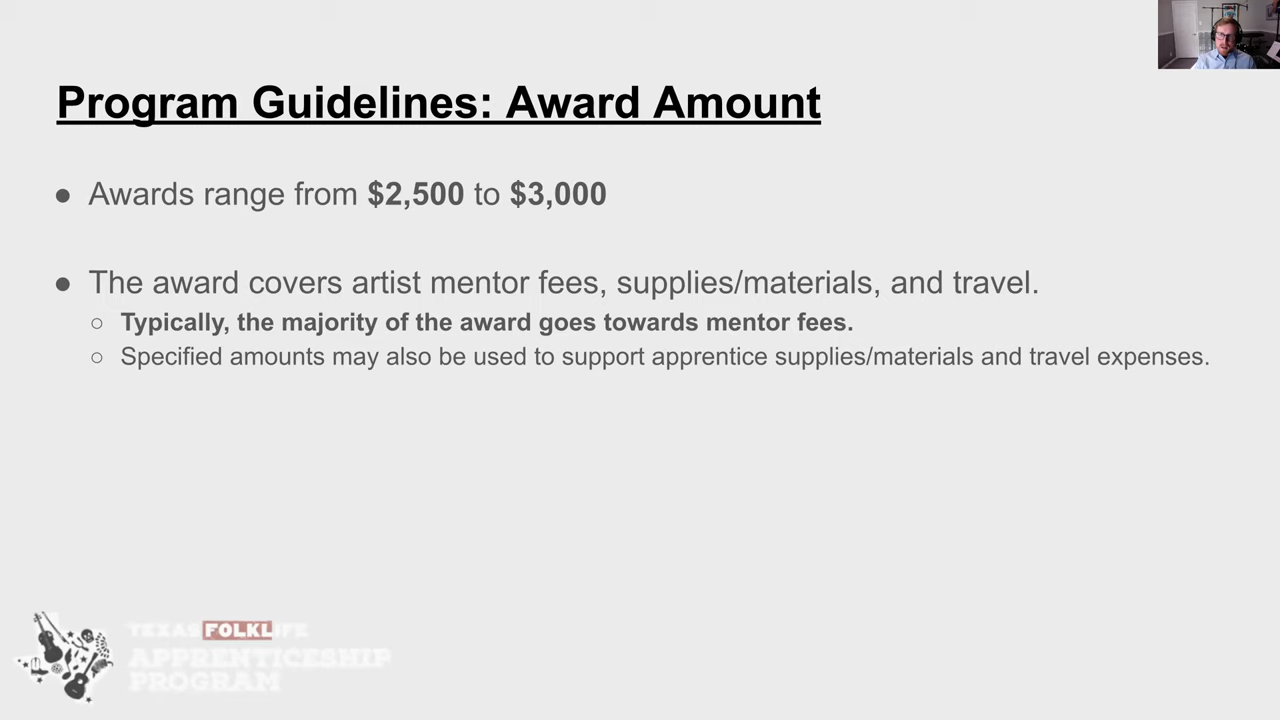 Program Guidelines: Award Amount
● Awards range from $2,500 to $3,000
● The award covers artist mentor fees, supplies/materials, and travel.
○ Typically, the majority of the award goes towards mentor fees.
○ Specified amounts may also be used to support apprentice supplies/materials and travel expenses.
TEXAS FOLKLIFE
APPRENTICESHIP
PROGRAM